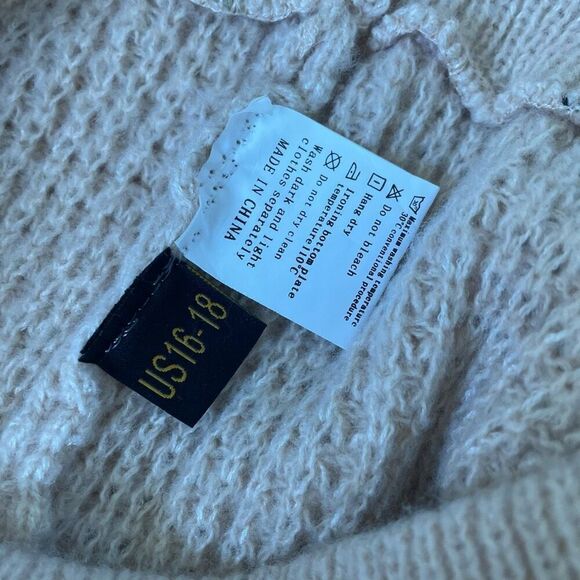 Maximum washing temperature
30°C conventional procedure
Do not bleach
Hang dry
Ironing bottom plate
temperature 110°C
Do not dry clean
Wash dark and light
clothes separately
MADE IN CHINA
US16-18